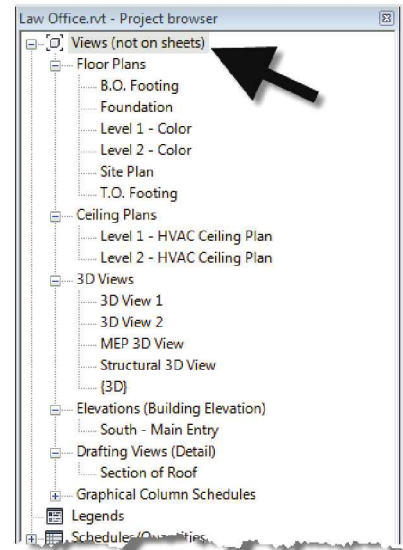 Law Office.rvt - Project browser
Views (not on sheets)
Floor Plans
B.O. Footing
Foundation
Level 1 - Color
Level 2 - Color
Site Plan
T.O. Footing
Ceiling Plans
Level 1 - HVAC Ceiling Plan
Level 2 - HVAC Ceiling Plan
3D Views
3D View 1
3D View 2
MEP 3D View
Structural 3D View
{3D}
Elevations (Building Elevation)
South - Main Entry
Drafting Views (Detail)
Section of Roof
Graphical Column Schedules
Legends
Schedules/Quantities